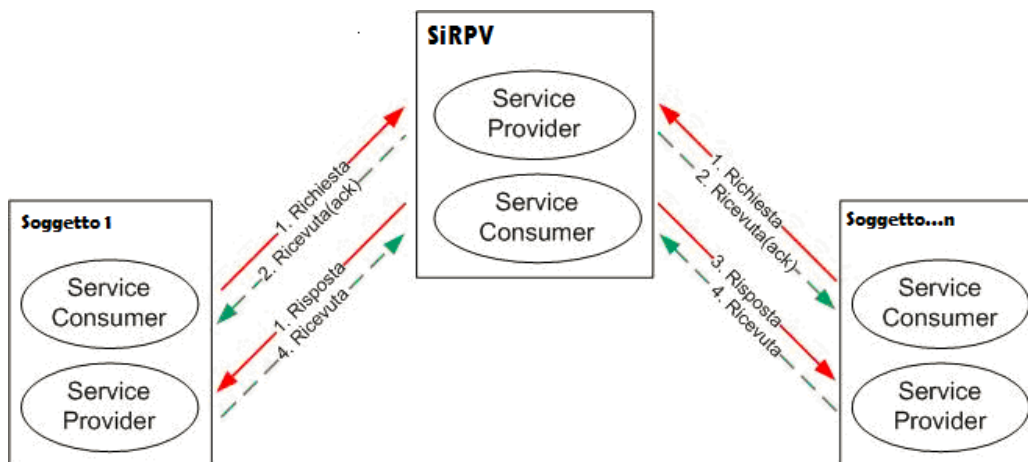 SiRPV
Service
Provider
Service
Consumer
Soggetto 1
Service
Consumer
Service
Provider
1. Richiesta
2. Ricevuta(ack)
1. Risposta
4. Ricevuta
1. Richiesta
2. Ricevuta(ack)
3. Risposta
4. Ricevuta
Soggetto...n
Service
Consumer
Service
Provider